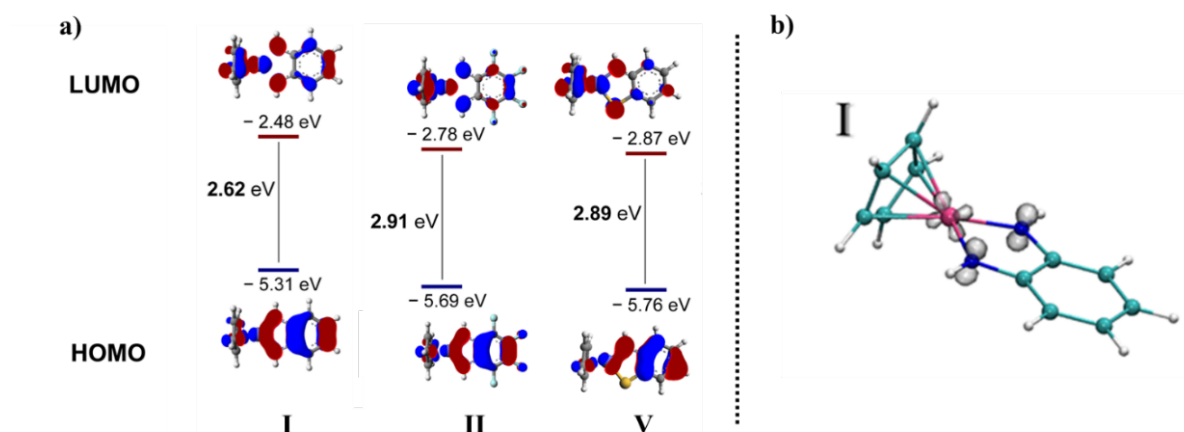 a)
LUMO
− 2.48 eV
− 2.78 eV
− 2.87 eV
2.62 eV
2.91 eV
2.89 eV
− 5.31 eV
− 5.69 eV
− 5.76 eV
HOMO
I
II
V
b)
I